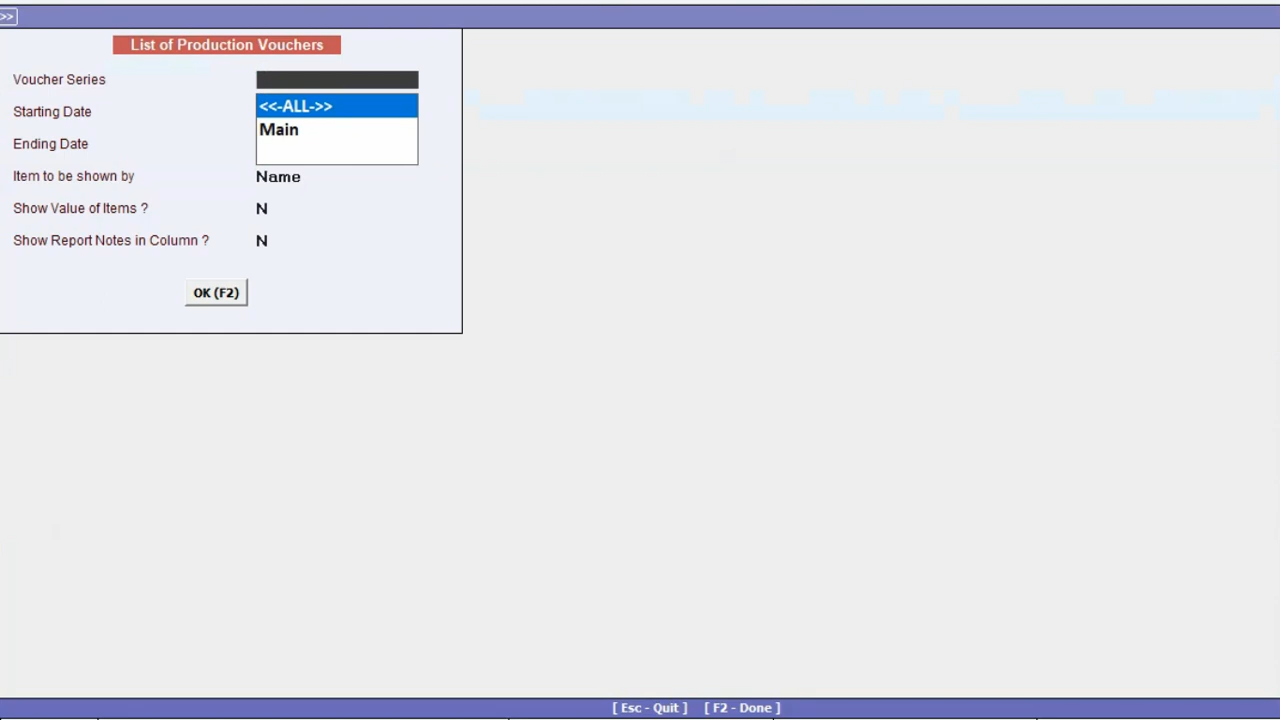 >>
List of Production Vouchers
Voucher Series
<<-ALL->>
Starting Date
Main
Ending Date
Item to be shown by Name
Show Value of Items ? N
Show Report Notes in Column ? N
OK (F2)
[ Esc - Quit ] [ F2 - Done ]